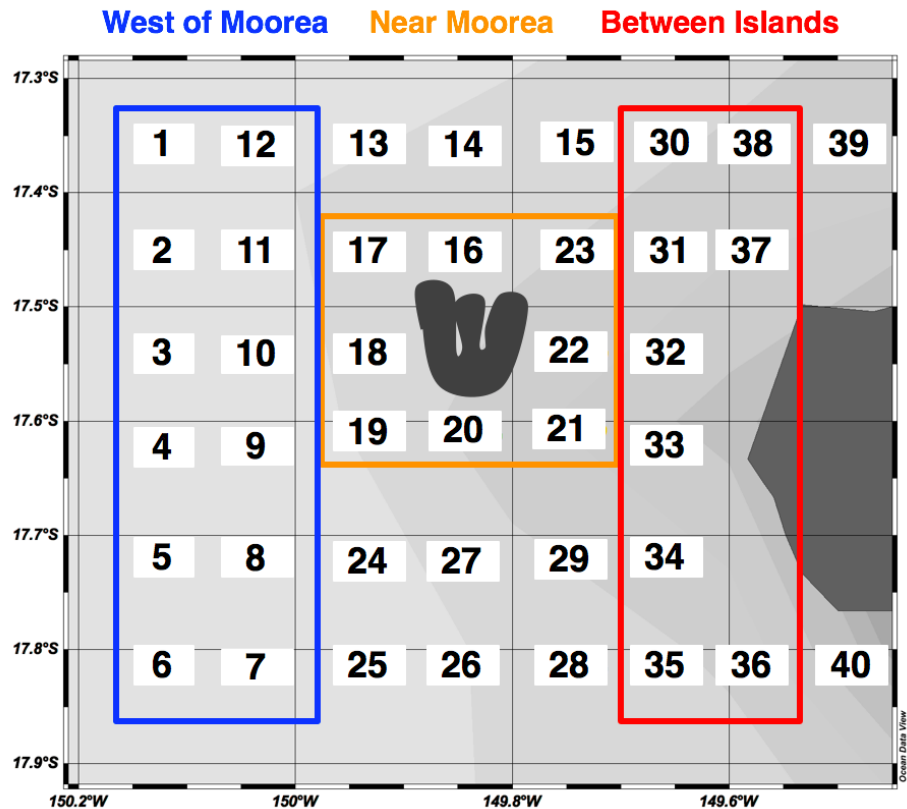 West of Moorea Near Moorea Between Islands
17.3°S
1 12 13 14 15 30 38 39
17.4°S
2 11 17 16 23 31 37
17.5°S
3 10 18 22 32
17.6°S
4 9 19 20 21 33
17.7°S
5 8 24 27 29 34
17.8°S
6 7 25 26 28 35 36 40
17.9°S
150.2°W 150°W 149.8°W 149.6°W
Ocean Data View